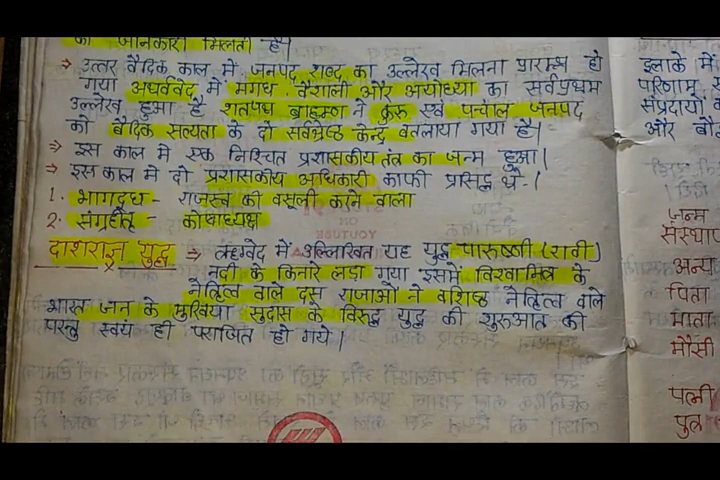 की जानकारी मिलती है।
→ उत्तर वैदिक काल में जनपद शब्द का उल्लेख मिलना प्रारम्भ हो
गया अथर्ववेद में मगध, वैशाली और अयोध्या का सर्वप्रथम
उल्लेख हुआ है शतपथ ब्राह्मण ने कुरु एवं पंचाल जनपद
को वैदिक सभ्यता के दो सर्वश्रेष्ठ केन्द्र बतलाया गया है।
⇒ इस काल में एक निश्चित प्रशासकीय तंत्र का जन्म हुआ।
⇒ इस काल में दो प्रशासकीय अधिकारी काफी प्रसिद्ध थे -।
1. भागदूध - राजस्व की वसूली करने वाला
2. संग्रहीतृ - कोषाध्यक्ष
दाशराज्ञ युद्ध ⇒ ऋग्वेद में उल्लिखित यह युद्ध पारुष्णी (रावी)
नदी के किनारे लड़ा गया इसमें विश्वामित्र के
नेतृित्व वाले दस राजाओं ने वशिष्ठ नेतृित्व वाले
भारत जन के मुखिया सुदास के विरुद्ध युद्ध की शुरुआत की
परन्तु स्वयं ही पराजित हो गये।
इलाके में
परिणाम
संप्रदायों
और
जन्म
संस्थाप
अन्य
पिता
माता
मौसी
पत्नी
पुत्र